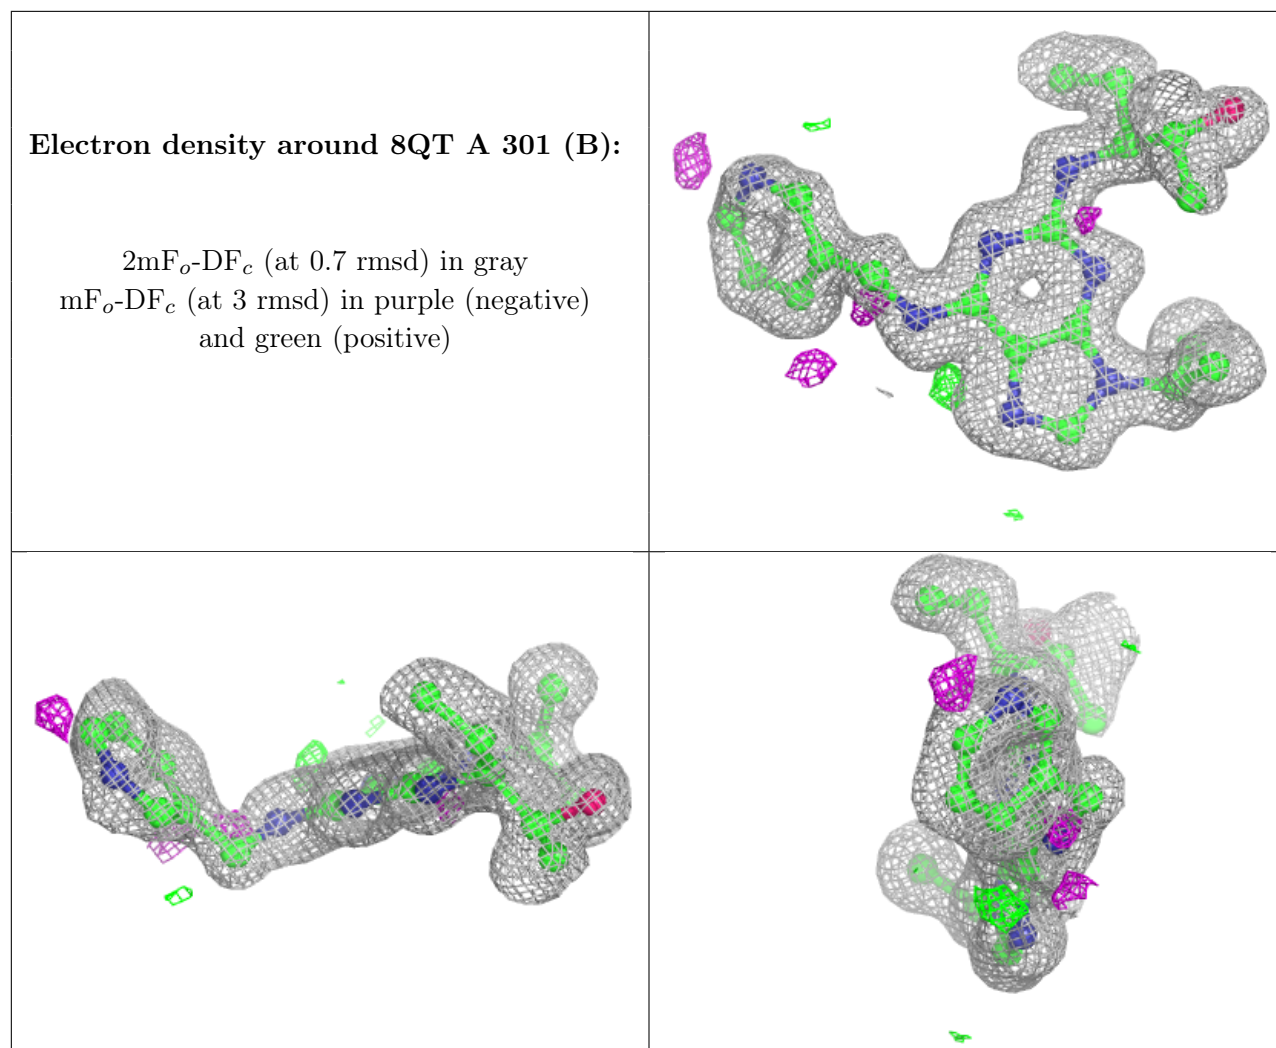 Electron density around 8QT A 301 (B):
2mFₒ-DF𝒸 (at 0.7 rmsd) in gray
mFₒ-DF𝒸 (at 3 rmsd) in purple (negative)
and green (positive)